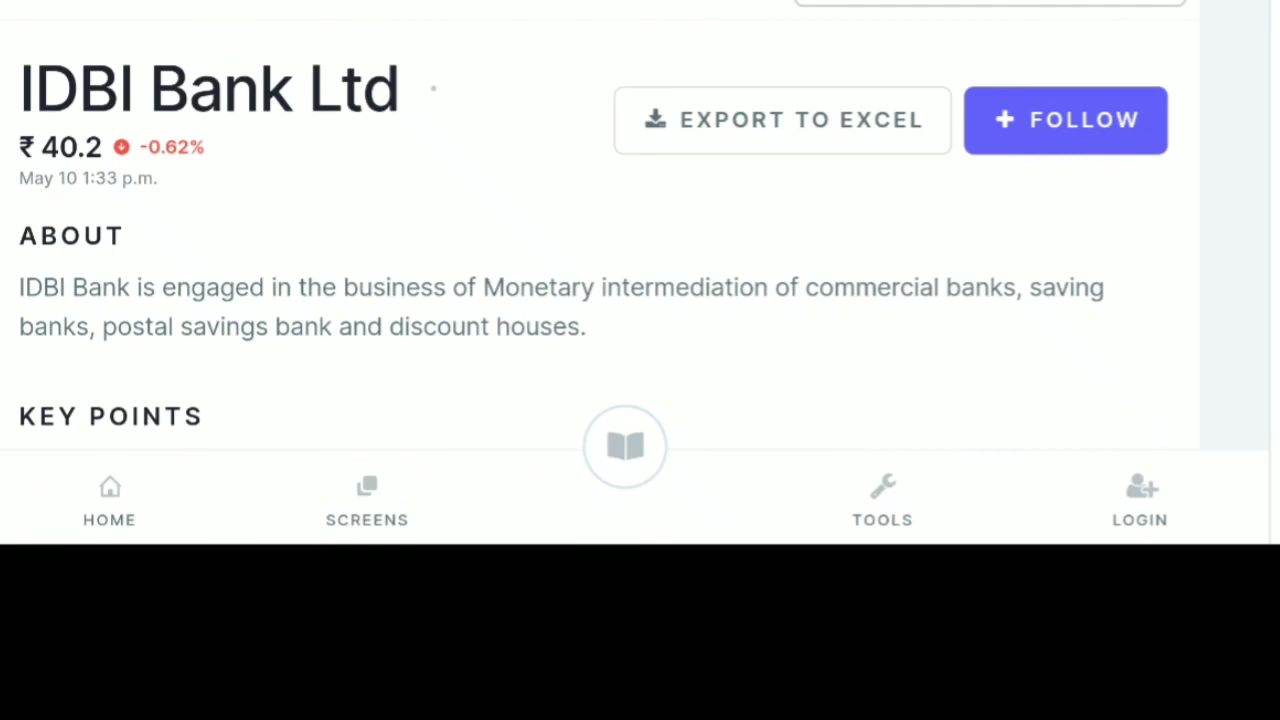 IDBI Bank Ltd
₹ 40.2 -0.62%
May 10 1:33 p.m.
EXPORT TO EXCEL
FOLLOW
ABOUT
IDBI Bank is engaged in the business of Monetary intermediation of commercial banks, saving
banks, postal savings bank and discount houses.
KEY POINTS
HOME
SCREENS
TOOLS
LOGIN